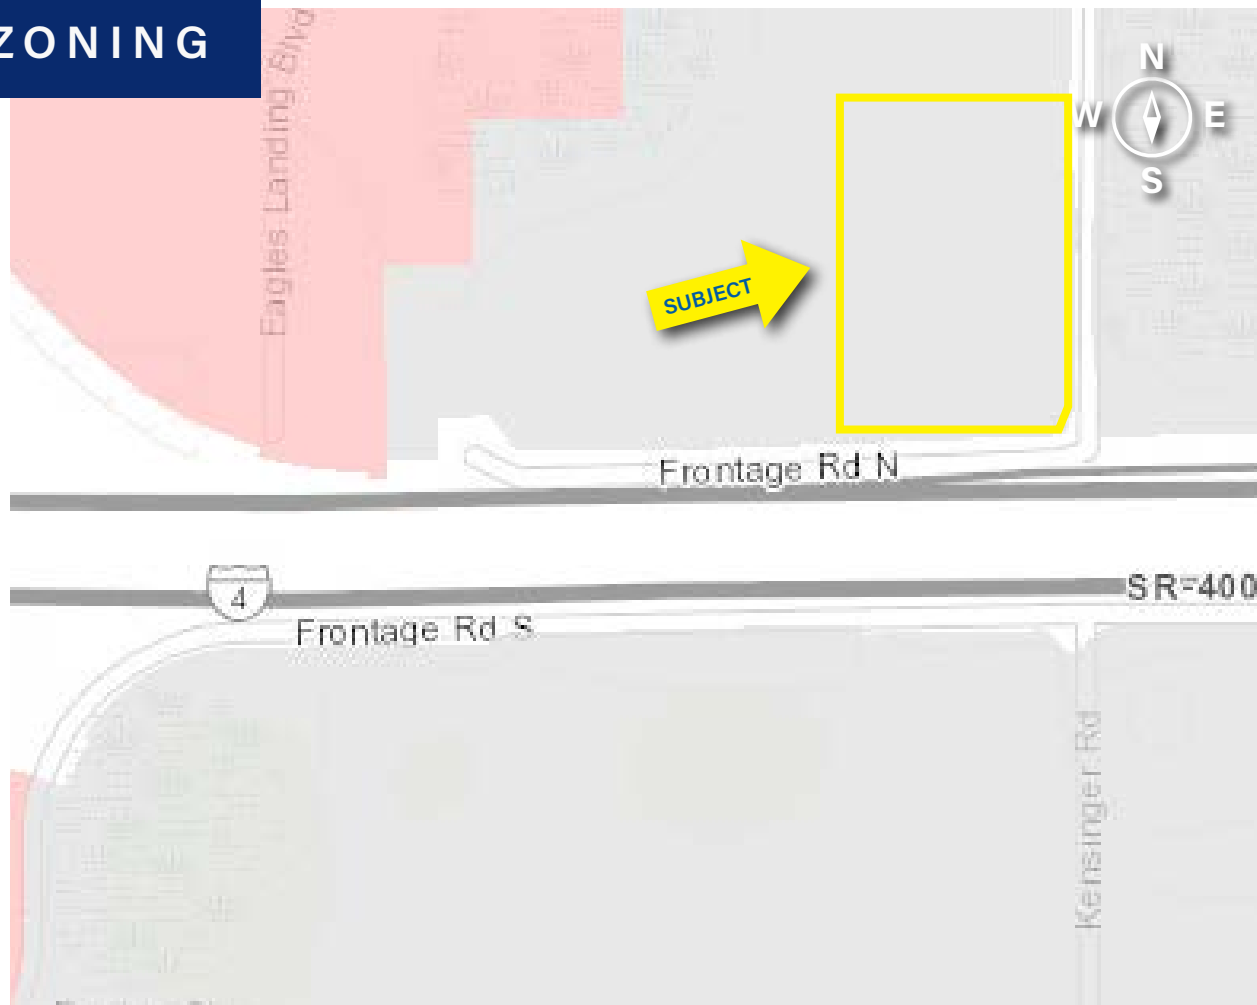 ZONING
Eagles Landing Blvd
N
W
E
S
SUBJECT
Frontage Rd N
4
SR-400
Frontage Rd S
Kensinger Rd